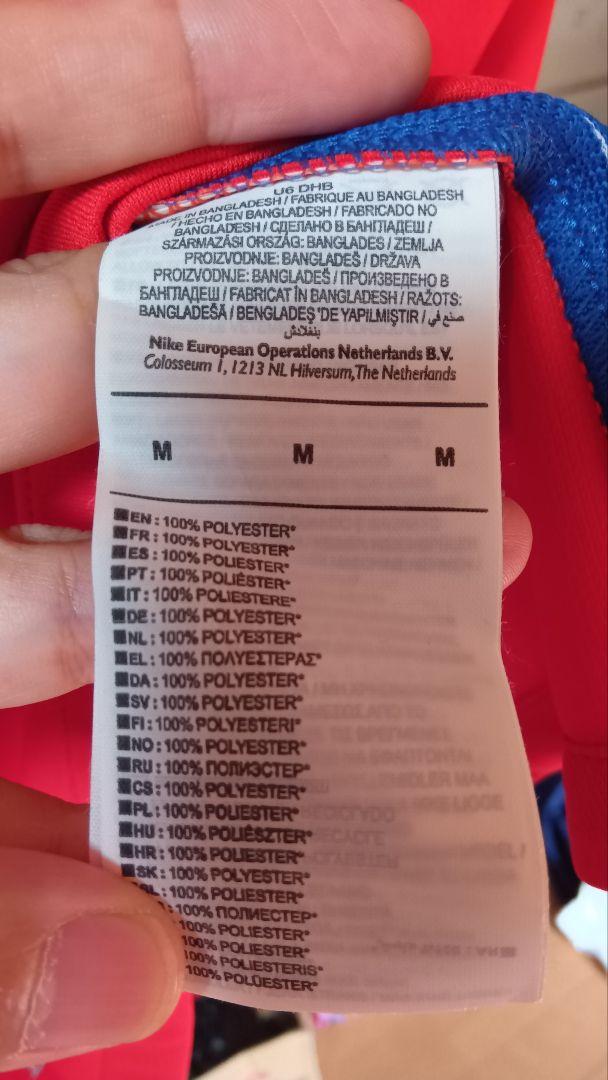 U6 DHB
MADE IN BANGLADESH / FABRIQUE AU BANGLADESH
/ HECHO EN BANGLADESH / FABRICADO NO
BANGLADESH / СДЕЛАНО В БАНГЛАДЕШ /
SZÁRMAZÁSI ORSZÁG: BANGLADES / ZEMLJA
PROIZVODNJE: BANGLADEŠ / DRŽAVA
PROIZVODNJE: BANGLADEŠ / ПРОИЗВЕДЕНО В
БАНГЛАДЕШ / FABRICAT ÎN BANGLADESH / RAŽOTS:
BANGLADEŠĀ / BENGLADEŞ 'DE YAPILMIŞTIR / صنع في
بنغلادش
Nike European Operations Netherlands B.V.
Colosseum 1, 1213 NL Hilversum, The Netherlands
M M M
EN : 100% POLYESTER*
FR : 100% POLYESTER*
ES : 100% POLIÉSTER*
PT : 100% POLIÉSTER*
IT : 100% POLIESTERE*
DE : 100% POLYESTER*
NL : 100% POLYESTER*
EL : 100% ΠΟΛΥΕΣΤΕΡΑΣ*
DA : 100% POLYESTER*
SV : 100% POLYESTER*
FI : 100% POLYESTERI*
NO : 100% POLYESTER*
RU : 100% ПОЛИЭСТЕР*
CS : 100% POLYESTER*
PL : 100% POLIESTER*
HU : 100% POLIÉSZTER*
HR : 100% POLIESTER*
SK : 100% POLYESTER*
SL : 100% POLIESTER*
: 100% ПОЛИЕСТЕР*
100% POLIESTER*
100% POLIESTER*
100% POLIESTERIS*
100% POLÜESTER*